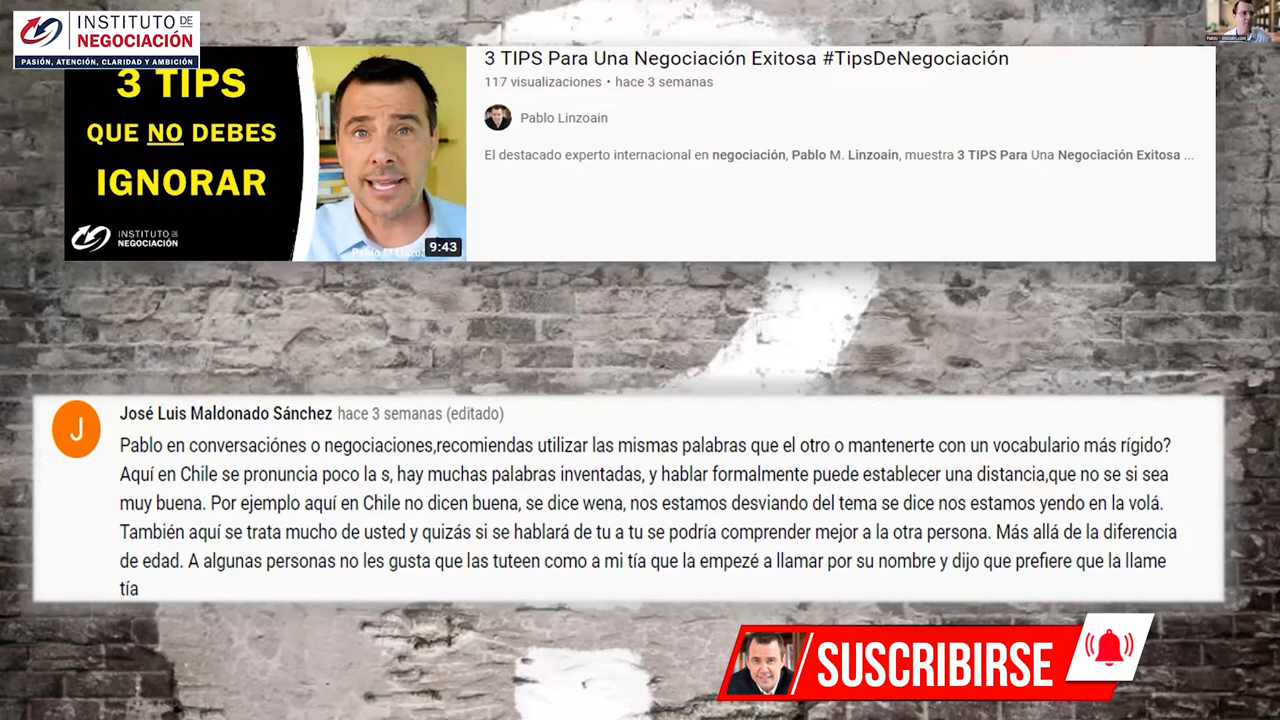 INSTITUTO DE
NEGOCIACIÓN
PASIÓN, ATENCIÓN, CLARIDAD Y AMBICIÓN
3 TIPS
QUE NO DEBES
IGNORAR
INSTITUTO DE
NEGOCIACIÓN
9:43
3 TIPS Para Una Negociación Exitosa #TipsDeNegociación
117 visualizaciones • hace 3 semanas
Pablo Linzoain
El destacado experto internacional en negociación, Pablo M. Linzoain, muestra 3 TIPS Para Una Negociación Exitosa ...
J
José Luis Maldonado Sánchez hace 3 semanas (editado)
Pablo en conversaciónes o negociaciones,recomiendas utilizar las mismas palabras que el otro o mantenerte con un vocabulario más rígido?
Aquí en Chile se pronuncia poco la s, hay muchas palabras inventadas, y hablar formalmente puede establecer una distancia,que no se si sea
muy buena. Por ejemplo aquí en Chile no dicen buena, se dice wena, nos estamos desviando del tema se dice nos estamos yendo en la volá.
También aquí se trata mucho de usted y quizás si se hablará de tu a tu se podría comprender mejor a la otra persona. Más allá de la diferencia
de edad. A algunas personas no les gusta que las tuteen como a mi tía que la empezé a llamar por su nombre y dijo que prefiere que la llame
tía
SUSCRIBIRSE